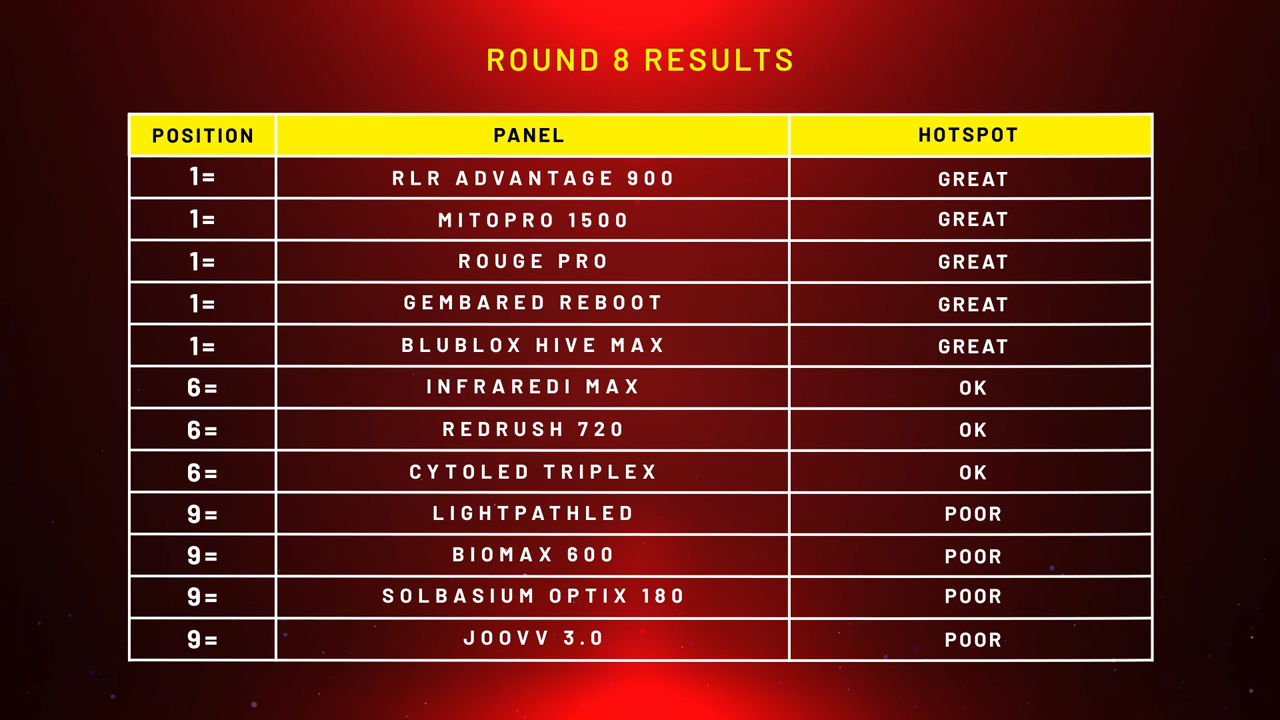 ROUND 8 RESULTS
POSITION PANEL HOTSPOT
1= RLR ADVANTAGE 900 GREAT
1= MITOPRO 1500 GREAT
1= ROUGE PRO GREAT
1= GEMBARED REBOOT GREAT
1= BLUBLOX HIVE MAX GREAT
6= INFRAREDI MAX OK
6= REDRUSH 720 OK
6= CYTOLED TRIPLEX OK
9= LIGHTPATHLED POOR
9= BIOMAX 600 POOR
9= SOLBASIUM OPTIX 180 POOR
9= JOOVV 3.0 POOR